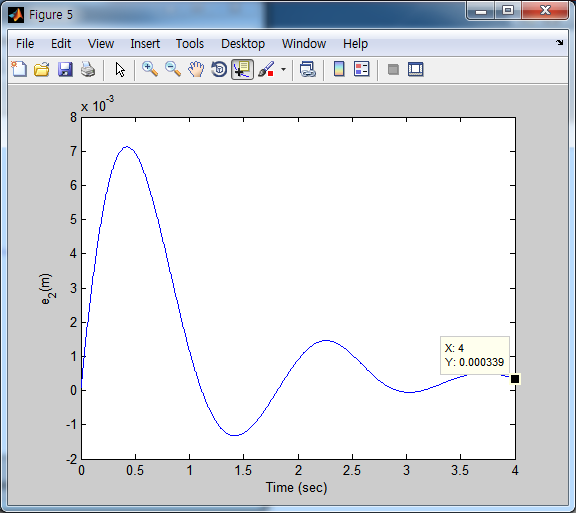 Figure 5
File Edit View Insert Tools Desktop Window Help
x 10-3
8
7
6
5
4
3
2
1
0
-1
-2
e2(m)
X: 4
Y: 0.000339
0 0.5 1 1.5 2 2.5 3 3.5 4
Time (sec)